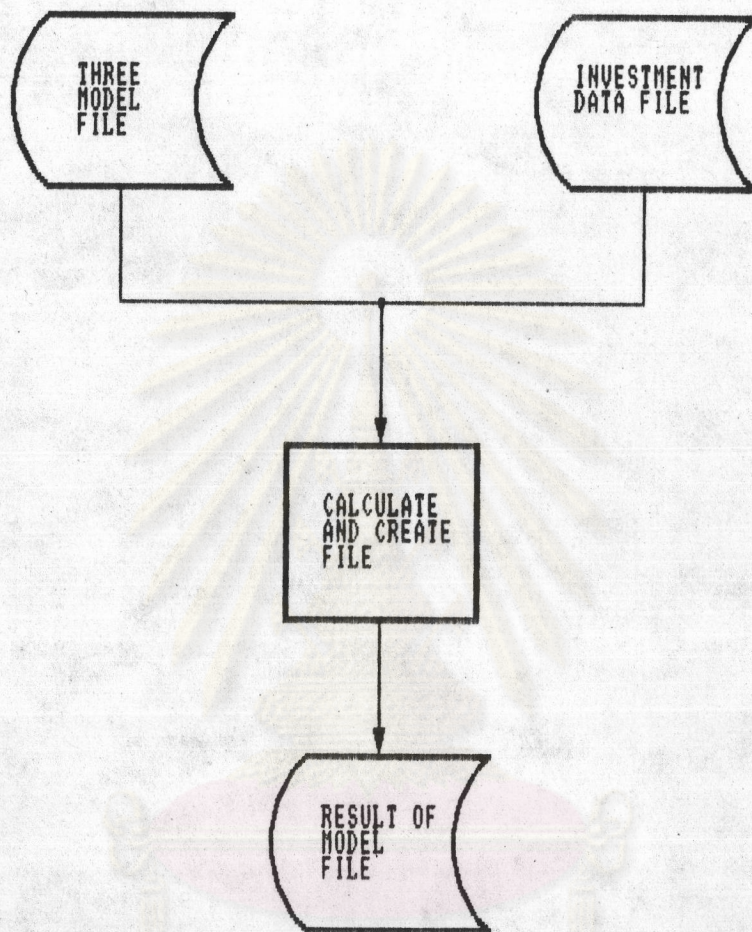 THREE
MODEL
FILE
INVESTMENT
DATA FILE
CALCULATE
AND CREATE
FILE
RESULT OF
MODEL
FILE